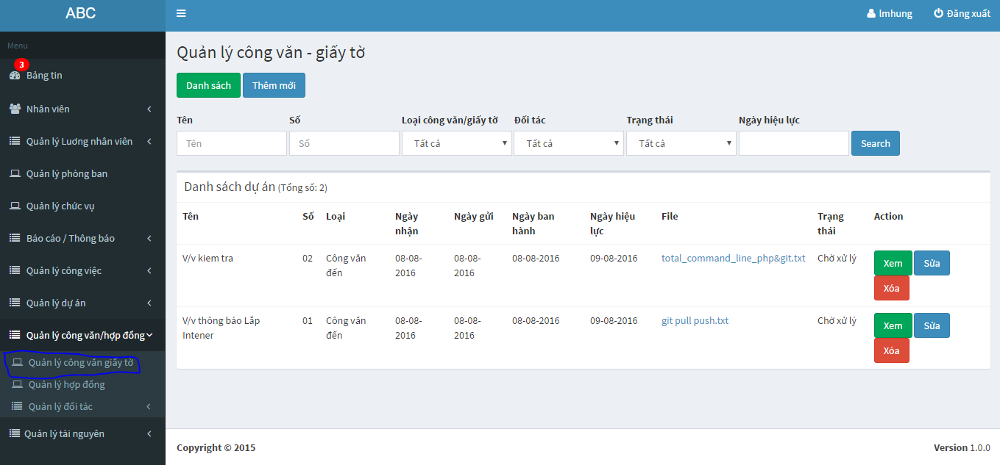 ABC
lmhung Đăng xuất
Menu
3
Bảng tin
Nhân viên
Quản lý Lương nhân viên
Quản lý phòng ban
Quản lý chức vụ
Báo cáo / Thông báo
Quản lý công việc
Quản lý dự án
Quản lý công văn/hợp đồng
Quản lý công văn giấy tờ
Quản lý hợp đồng
Quản lý đối tác
Quản lý tài nguyên
Quản lý công văn - giấy tờ
Danh sách Thêm mới
Tên Số Loại công văn/giấy tờ Đối tác Trạng thái Ngày hiệu lực
Tên Số Tất cả Tất cả Tất cả Search
Danh sách dự án (Tổng số: 2)
Tên Số Loại Ngày Ngày gửi Ngày ban Ngày hiệu File Trạng Action
nhận hành lực thái
V/v kiem tra 02 Công văn 08-08- 08-08- 08-08-2016 09-08-2016 total_command_line_php&git.txt Chờ xử lý Xem Sửa
đến 2016 2016
Xóa
V/v thông báo Lắp 01 Công văn 08-08- 08-08- 08-08-2016 09-08-2016 git pull push.txt Chờ xử lý Xem Sửa
Intener đến 2016 2016
Xóa
Copyright © 2015 Version 1.0.0